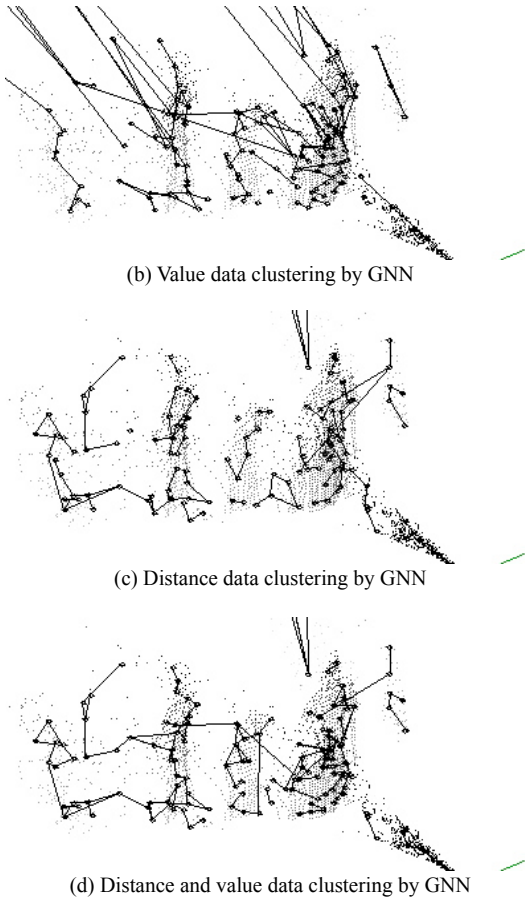 (b) Value data clustering by GNN
(c) Distance data clustering by GNN
(d) Distance and value data clustering by GNN